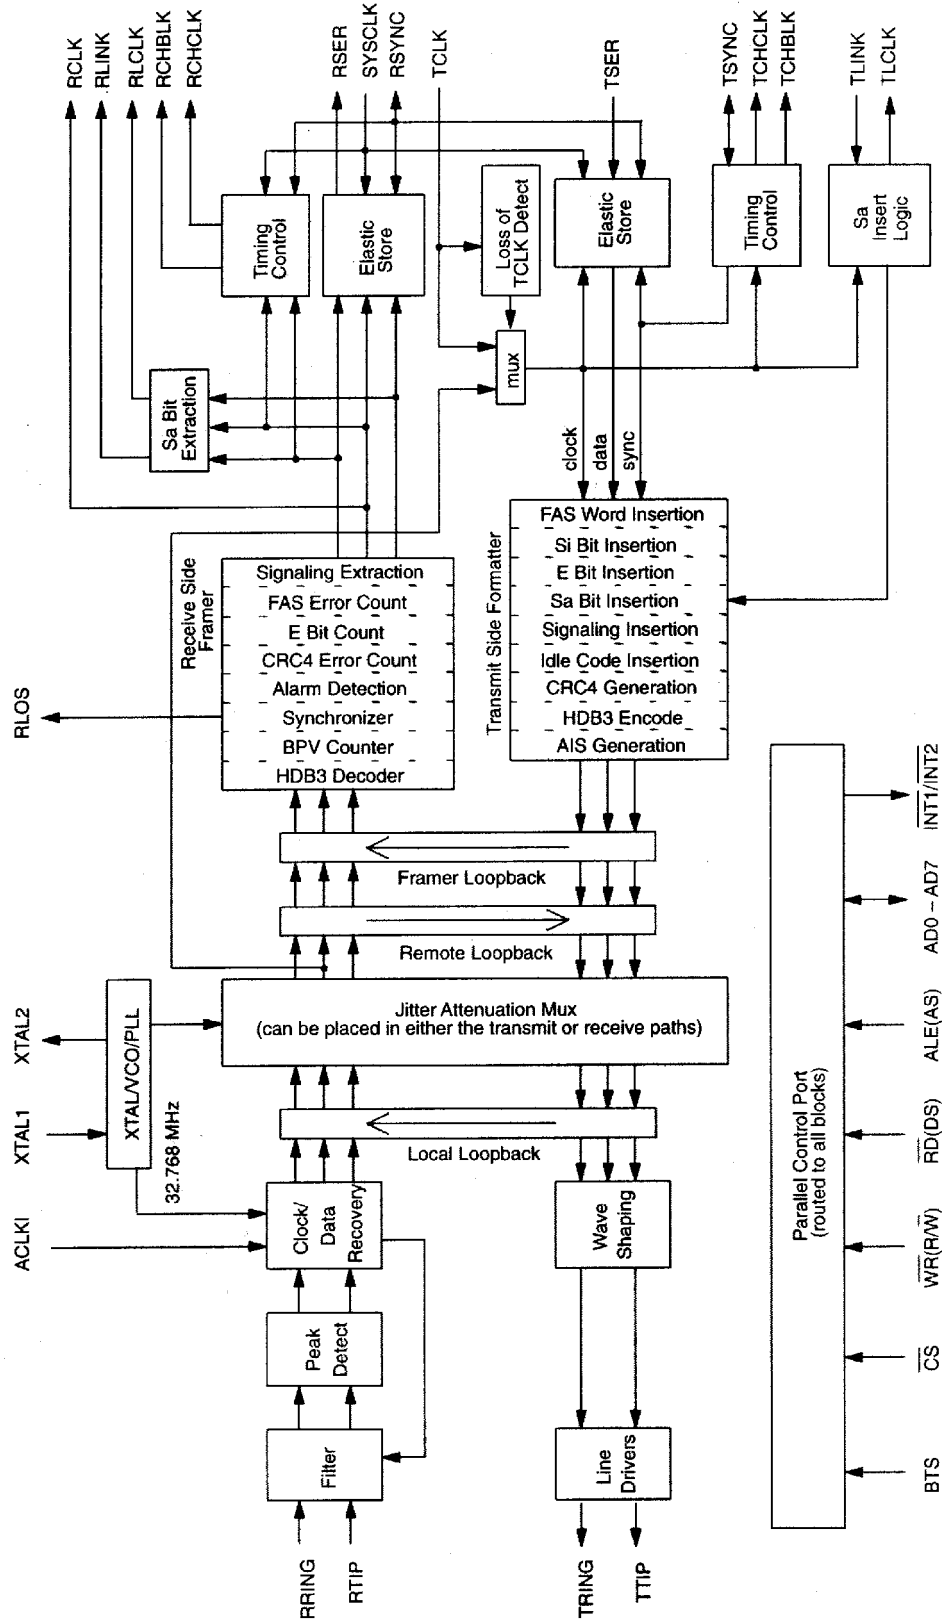 RCLK
RLINK
RLCLK
RCHBLK
RCHCLK
RSER
SYSCLK
RSYNC
TCLK
TSER
TSYNC
TCHCLK
TCHBLK
TLINK
TLCLK
Timing
Control
Elastic
Store
Loss of
TCLK Detect
Elastic
Store
Timing
Control
Sa
Insert
Logic
Sa Bit
Extraction
mux
clock
data
sync
Receive Side
Framer
Signaling Extraction
FAS Error Count
E Bit Count
CRC4 Error Count
Alarm Detection
Synchronizer
BPV Counter
HDB3 Decoder
Transmit Side Formatter
FAS Word Insertion
Si Bit Insertion
E Bit Insertion
Sa Bit Insertion
Signaling Insertion
Idle Code Insertion
CRC4 Generation
HDB3 Encode
AIS Generation
RLOS
Framer Loopback
Remote Loopback
Jitter Attenuation Mux
(can be placed in either the transmit or receive paths)
Local Loopback
XTAL2
XTAL1
ACLKI
XTAL/VCO/PLL
32.768 MHz
Clock/
Data
Recovery
Peak
Detect
Filter
RRING
RTIP
Wave
Shaping
Line
Drivers
TRING
TTIP
Parallel Control Port
(routed to all blocks)
INT1/INT2
AD0 – AD7
ALE(AS)
RD(DS)
WR(R/W)
CS
BTS